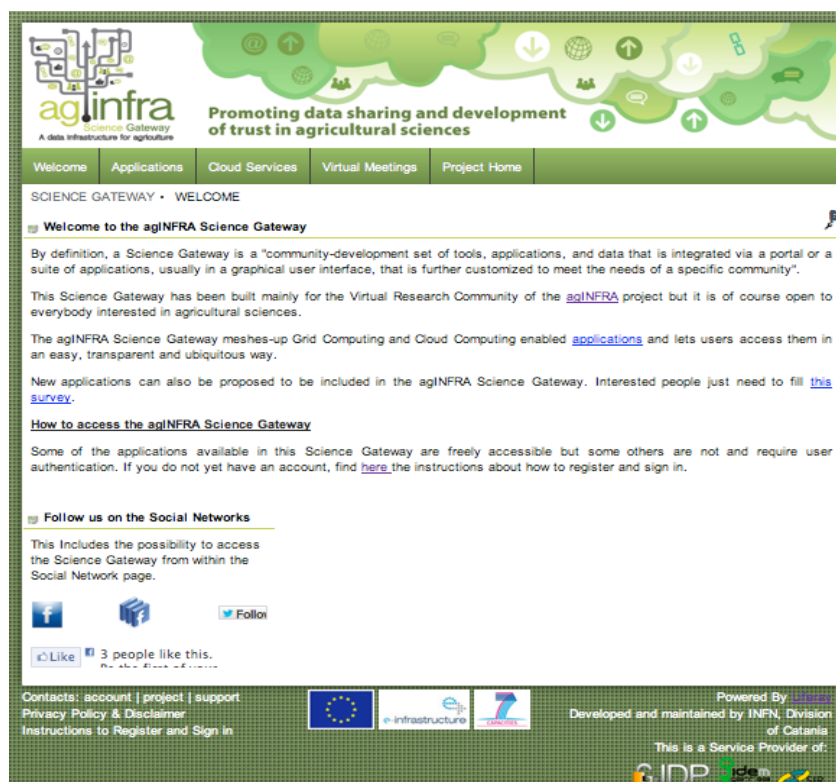 agInfra
Science Gateway
A data infrastructure for agriculture
Promoting data sharing and development
of trust in agricultural sciences
Welcome
Applications
Cloud Services
Virtual Meetings
Project Home
SCIENCE GATEWAY • WELCOME
Welcome to the agINFRA Science Gateway
By definition, a Science Gateway is a "community-development set of tools, applications, and data that is integrated via a portal or a
suite of applications, usually in a graphical user interface, that is further customized to meet the needs of a specific community".
This Science Gateway has been built mainly for the Virtual Research Community of the agINFRA project but it is of course open to
everybody interested in agricultural sciences.
The agINFRA Science Gateway meshes-up Grid Computing and Cloud Computing enabled applications and lets users access them in
an easy, transparent and ubiquitous way.
New applications can also be proposed to be included in the agINFRA Science Gateway. Interested people just need to fill this
survey.
How to access the agINFRA Science Gateway
Some of the applications available in this Science Gateway are freely accessible but some others are not and require user
authentication. If you do not yet have an account, find here the instructions about how to register and sign in.
Follow us on the Social Networks
This Includes the possibility to access
the Science Gateway from within the
Social Network page.
Follow
Like 3 people like this.
Be the first of your
Contacts: account | project | support
Privacy Policy & Disclaimer
Instructions to Register and Sign in
e-infrastructure
7
CAPACITIES
Powered By Liferay
Developed and maintained by INFN, Division
of Catania
This is a Service Provider of:
GrIDP